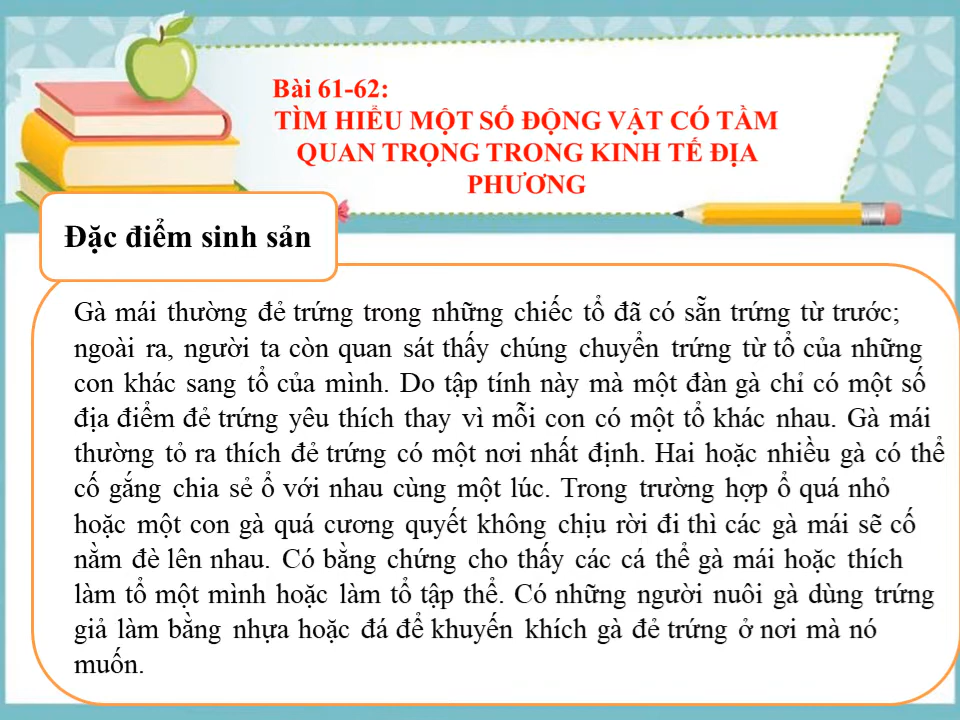 Bài 61-62:
TÌM HIỂU MỘT SỐ ĐỘNG VẬT CÓ TẦM
QUAN TRỌNG TRONG KINH TẾ ĐỊA
PHƯƠNG
Đặc điểm sinh sản
Gà mái thường đẻ trứng trong những chiếc tổ đã có sẵn trứng từ trước;
ngoài ra, người ta còn quan sát thấy chúng chuyển trứng từ tổ của những
con khác sang tổ của mình. Do tập tính này mà một đàn gà chỉ có một số
địa điểm đẻ trứng yêu thích thay vì mỗi con có một tổ khác nhau. Gà mái
thường tỏ ra thích đẻ trứng có một nơi nhất định. Hai hoặc nhiều gà có thể
cố gắng chia sẻ ổ với nhau cùng một lúc. Trong trường hợp ổ quá nhỏ
hoặc một con gà quá cương quyết không chịu rời đi thì các gà mái sẽ cố
nằm đè lên nhau. Có bằng chứng cho thấy các cá thể gà mái hoặc thích
làm tổ một mình hoặc làm tổ tập thể. Có những người nuôi gà dùng trứng
giả làm bằng nhựa hoặc đá để khuyến khích gà đẻ trứng ở nơi mà nó
muốn.